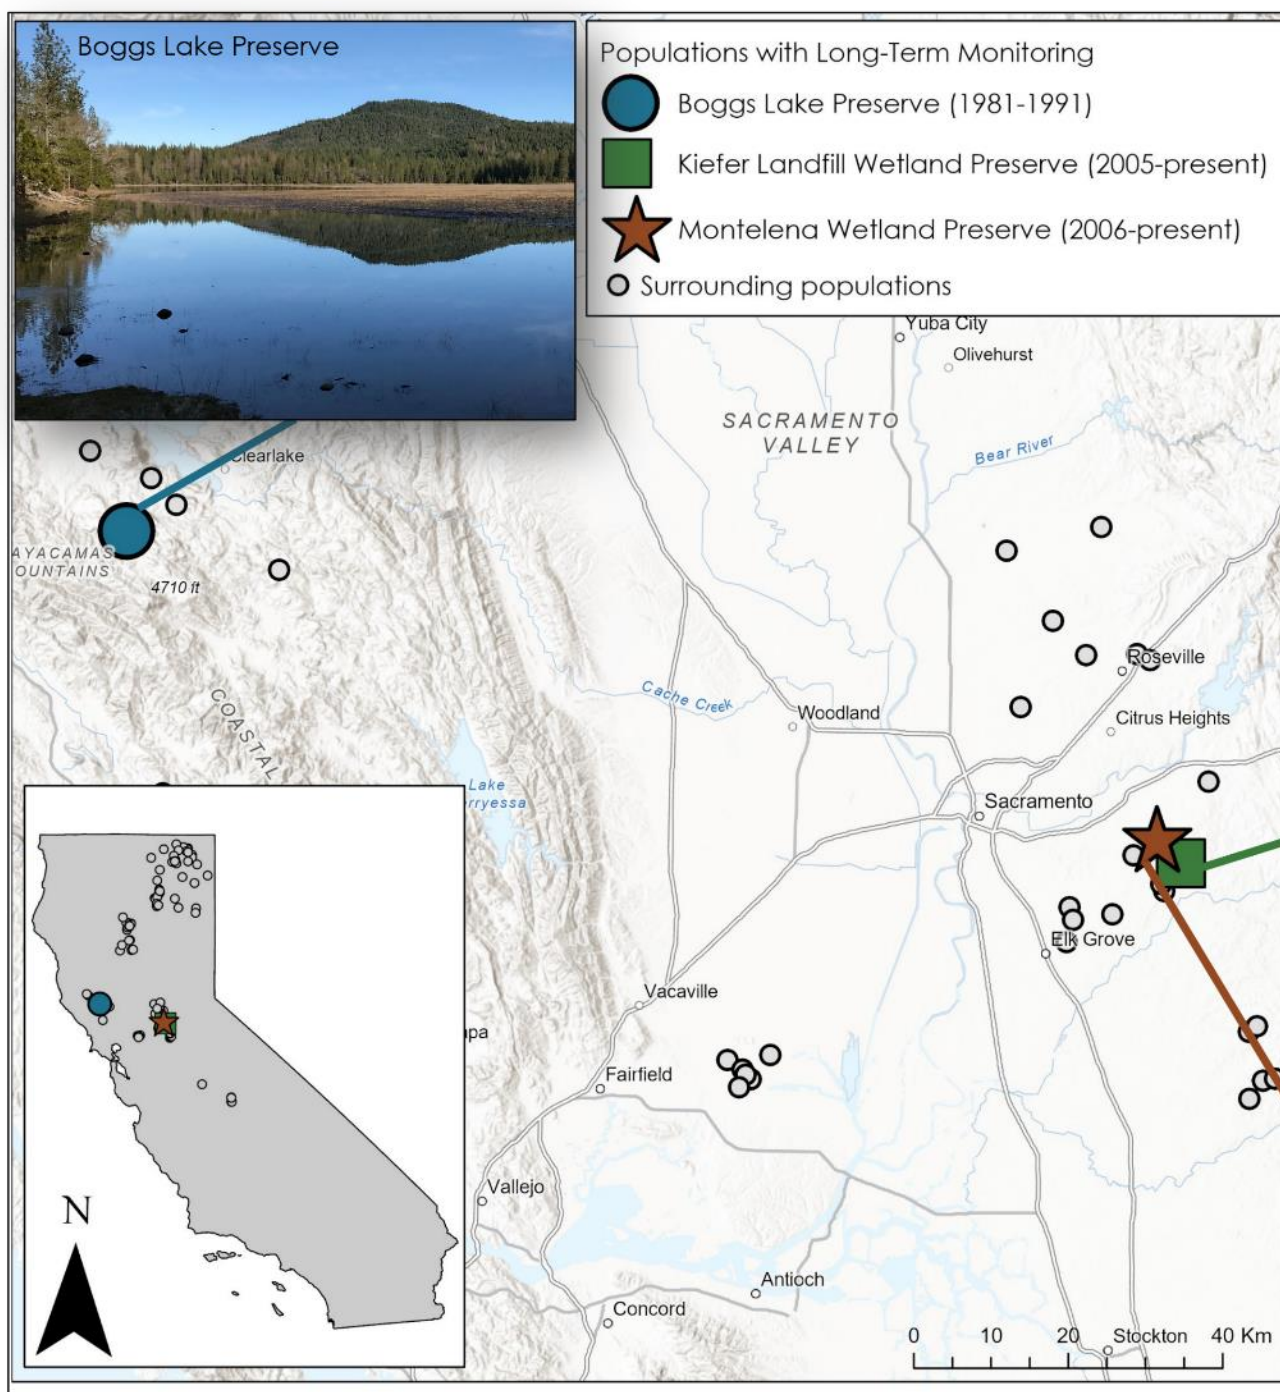 Boggs Lake Preserve
Populations with Long-Term Monitoring
Boggs Lake Preserve (1981-1991)
Kiefer Landfill Wetland Preserve (2005-present)
Montelena Wetland Preserve (2006-present)
Surrounding populations
Yuba City
Olivehurst
SACRAMENTO
VALLEY
Bear River
Clearlake
AYACAMAS
OUNTAINS
4710 ft
COASTAL
Cache Creek
Woodland
Roseville
Citrus Heights
Lake
rryessa
Sacramento
Elk Grove
Vacaville
apa
Fairfield
Vallejo
Antioch
Concord
Stockton
N
0 10 20 40 Km